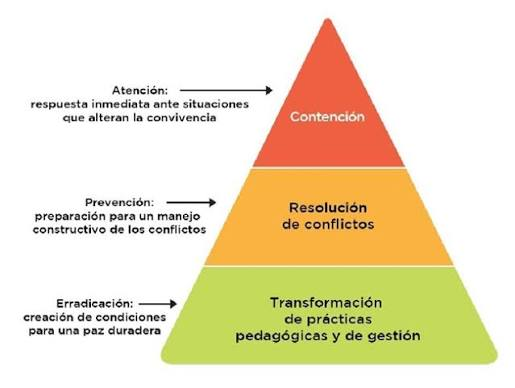 Atención:
respuesta inmediata ante situaciones
que alteran la convivencia
Contención
Prevención:
preparación para un manejo
constructivo de los conflictos
Resolución
de conflictos
Erradicación:
creación de condiciones
para una paz duradera
Transformación
de prácticas
pedagógicas y de gestión